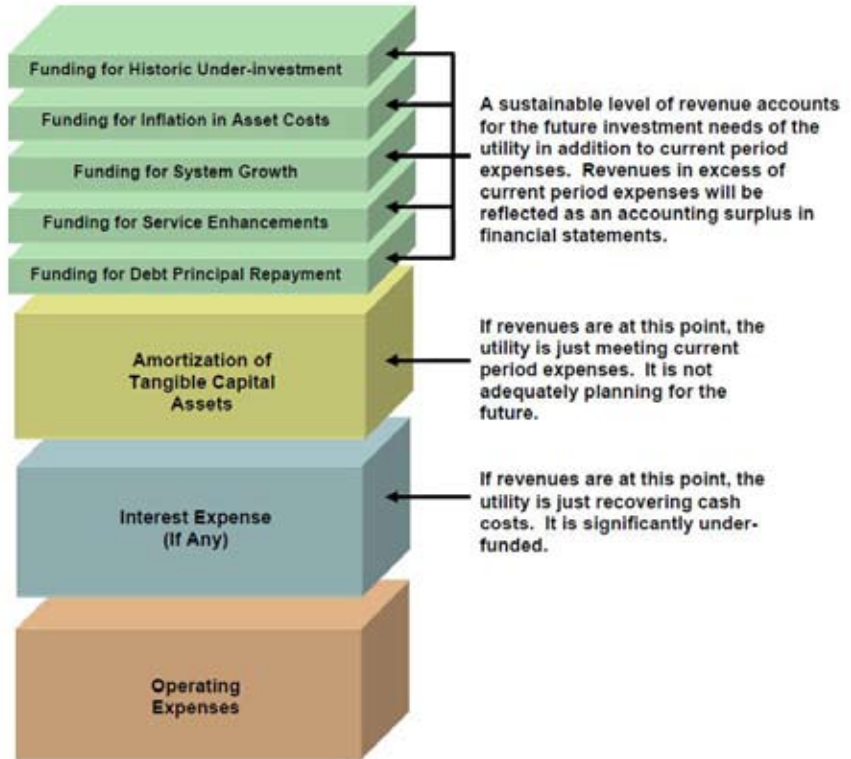 Funding for Historic Under-investment
Funding for Inflation in Asset Costs
Funding for System Growth
Funding for Service Enhancements
Funding for Debt Principal Repayment
A sustainable level of revenue accounts
for the future investment needs of the
utility in addition to current period
expenses. Revenues in excess of
current period expenses will be
reflected as an accounting surplus in
financial statements.
Amortization of
Tangible Capital
Assets
If revenues are at this point, the
utility is just meeting current
period expenses. It is not
adequately planning for the
future.
Interest Expense
(If Any)
If revenues are at this point, the
utility is just recovering cash
costs. It is significantly under-
funded.
Operating
Expenses